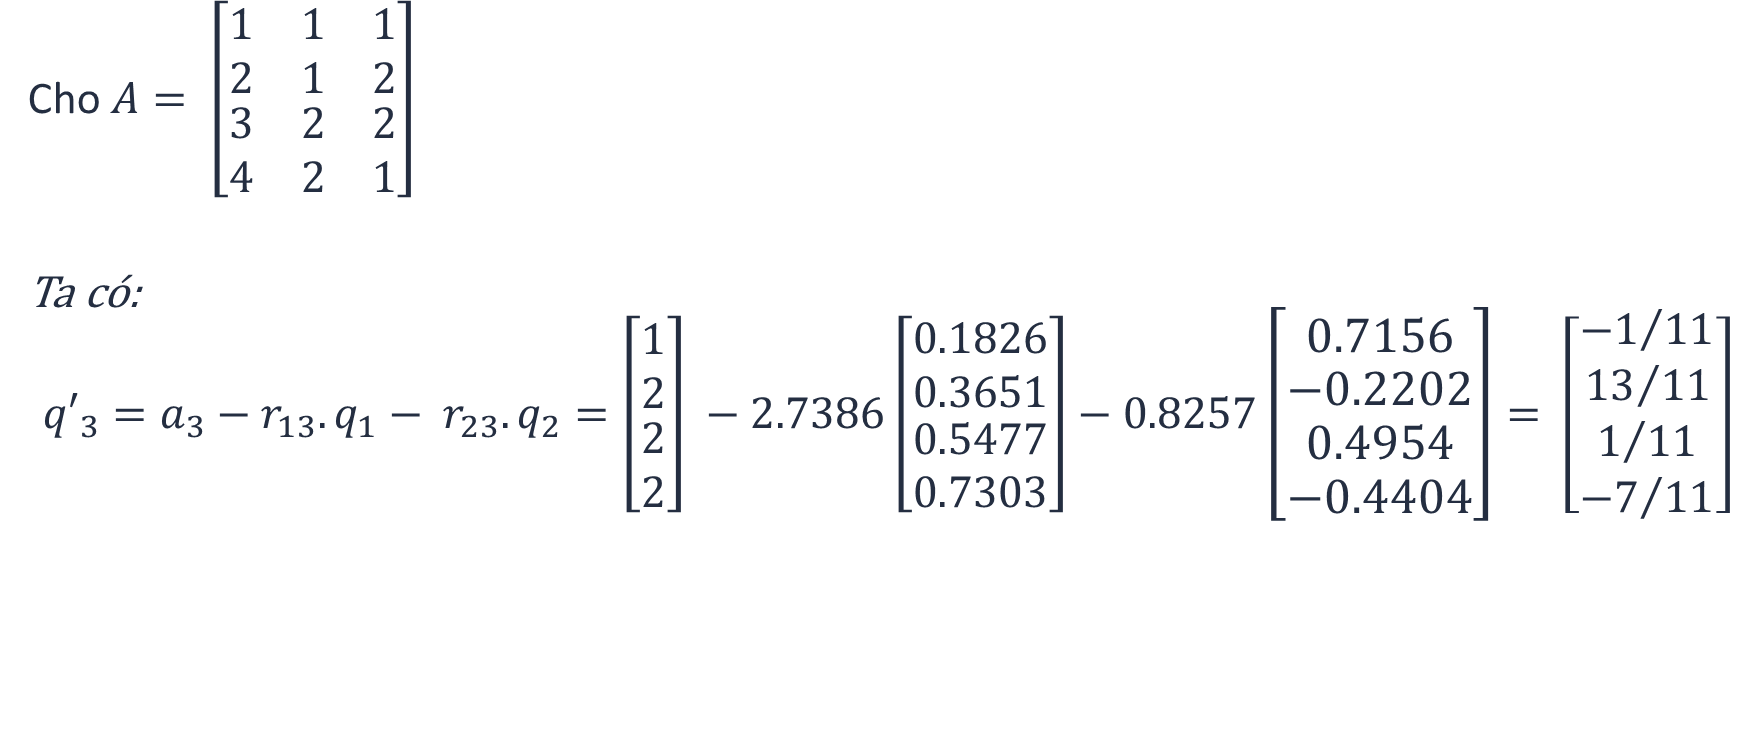 Cho A = [1 1 1
2 1 2
3 2 2
4 2 1]
Ta có:
q′₃ = a₃ − r₁₃. q₁ − r₂₃. q₂ = [1 2 2 2] − 2.7386 [0.1826 0.3651 0.5477 0.7303] − 0.8257 [0.7156 −0.2202 0.4954 −0.4404] = [−1/11 13/11 1/11 −7/11]